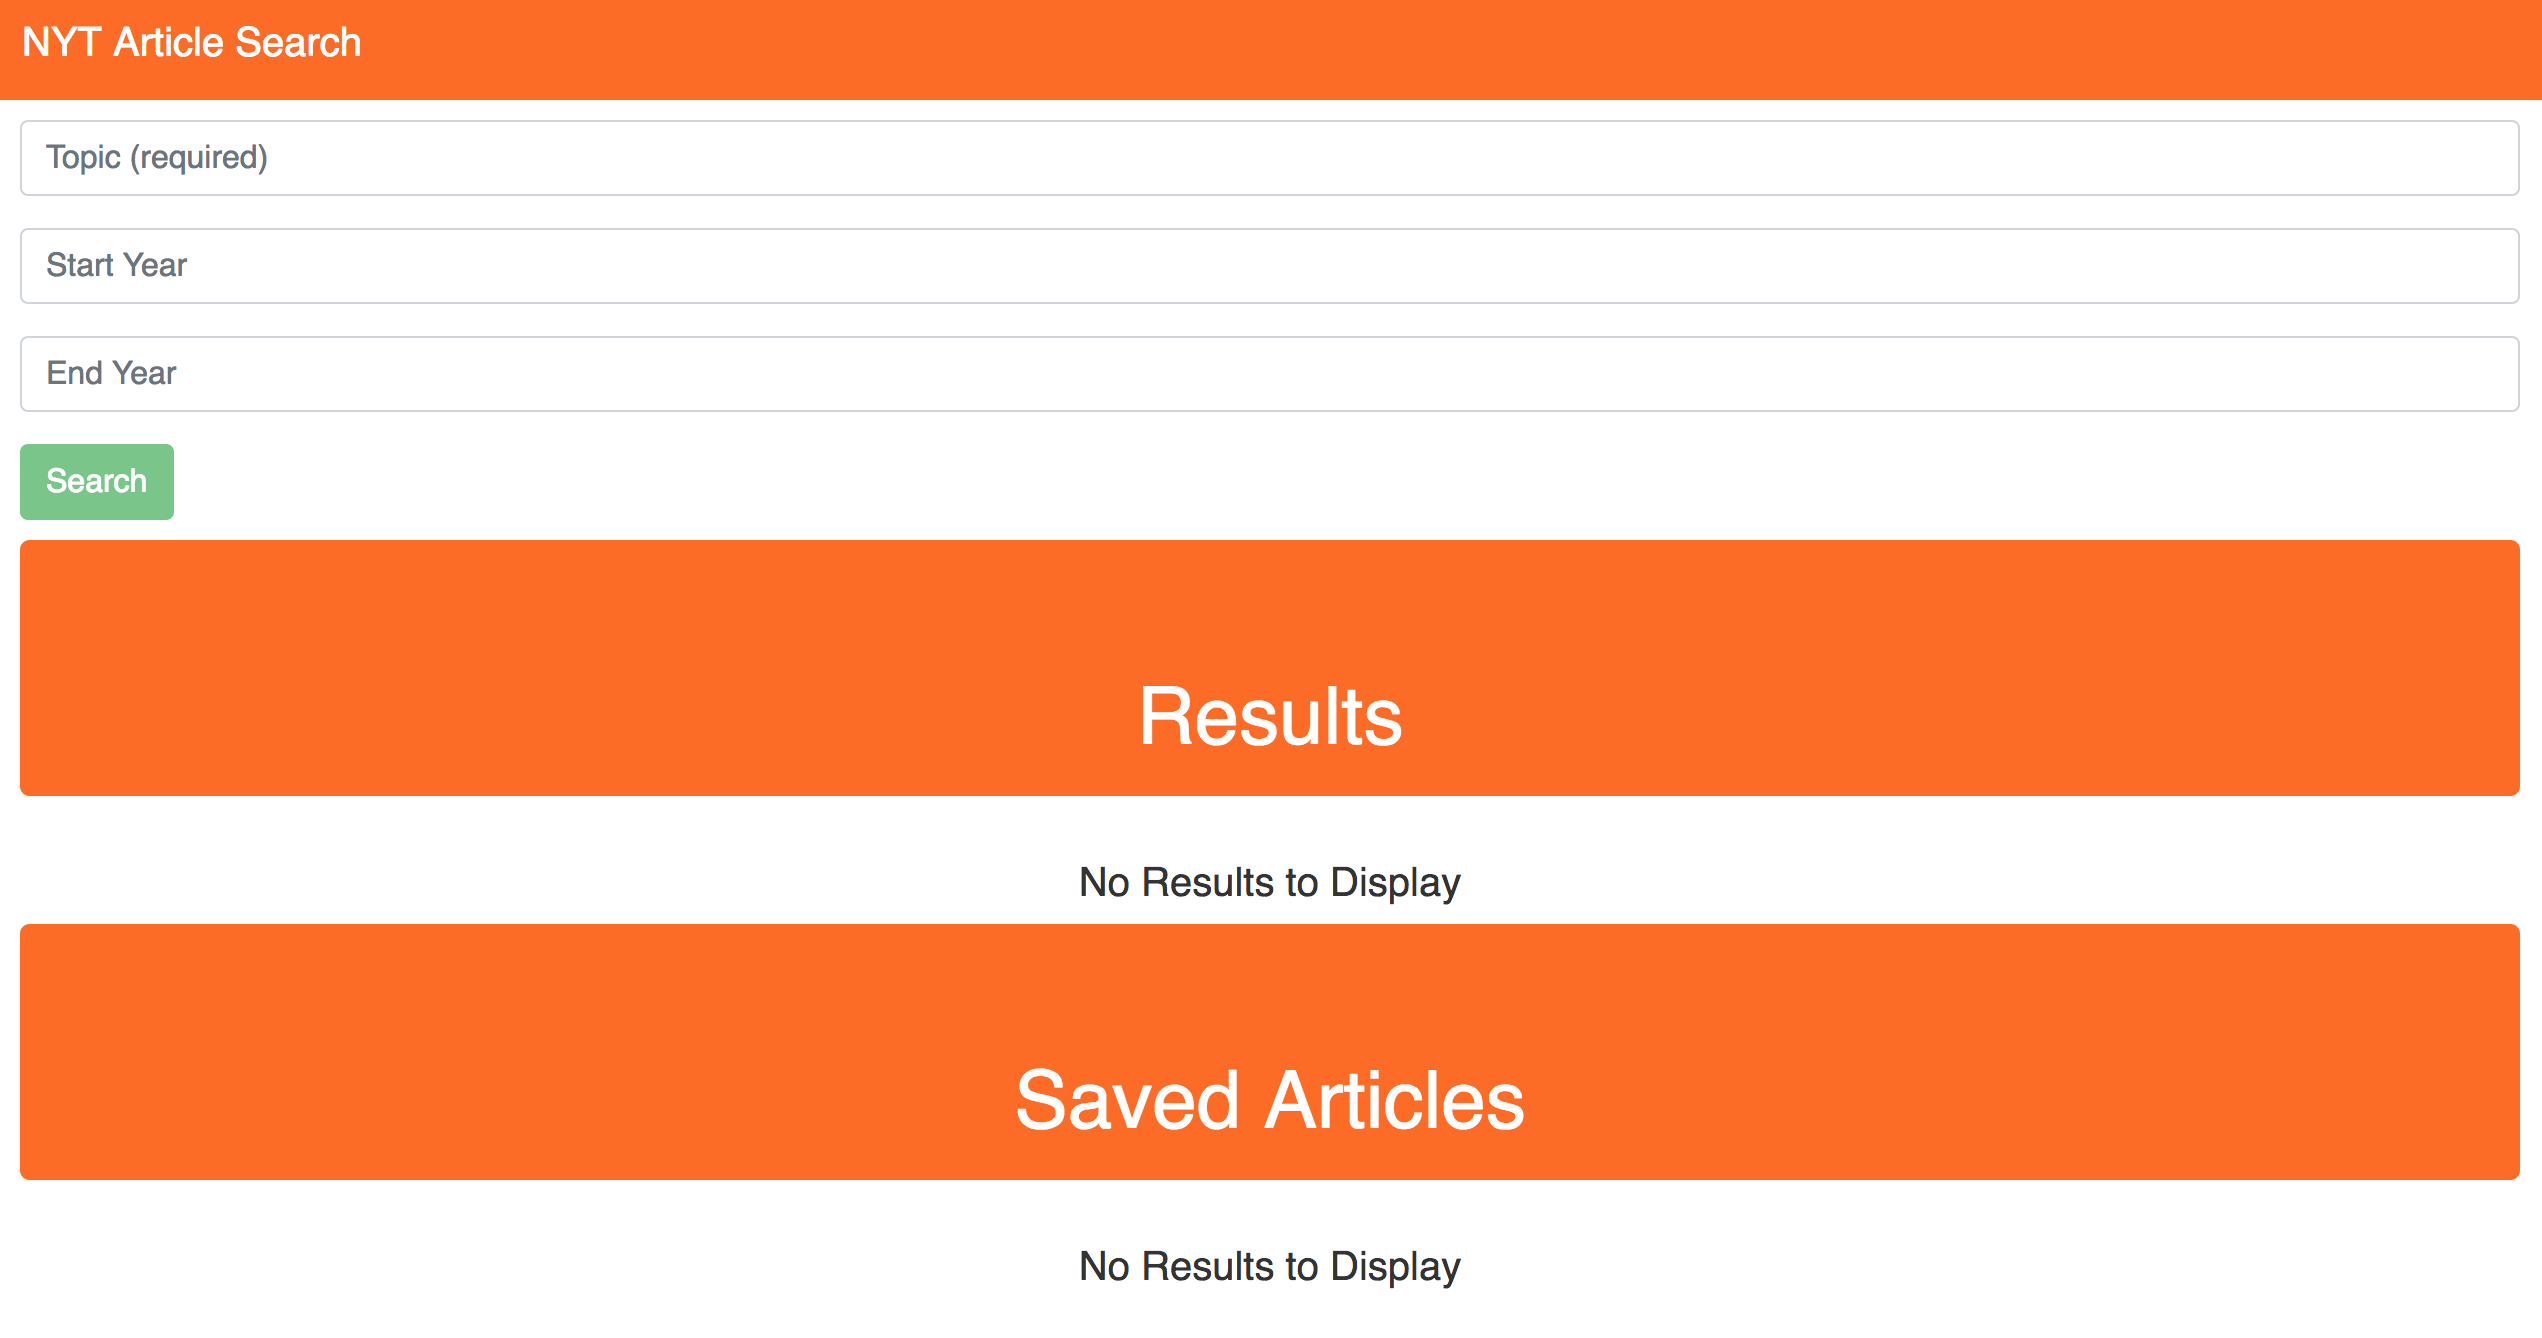 NYT Article Search
Topic (required)
Start Year
End Year
Search
Results
No Results to Display
Saved Articles
No Results to Display